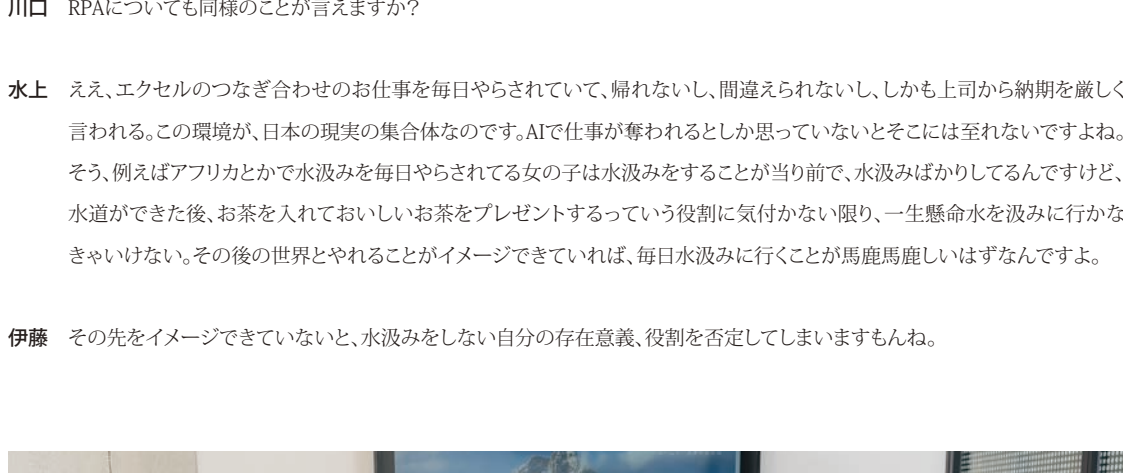 川口 RPAについても同様のことが言えますか?
水上 ええ、エクセルのつなぎ合わせのお仕事を毎日やらされていて、帰れないし、間違えられないし、しかも上司から納期を厳しく
言われる。この環境が、日本の現実の集合体なのです。AIで仕事が奪われるとしか思っていないとそこには至れないですよね。
そう、例えばアフリカとかで水汲みを毎日やらされてる女の子は水汲みをすることが当り前で、水汲みばかりしてるんですけど、
水道ができた後、お茶を入れておいしいお茶をプレゼントするっていう役割に気付かない限り、一生懸命水を汲みに行かな
きゃいけない。その後の世界とやれることがイメージできていれば、毎日水汲みに行くことが馬鹿馬鹿しいはずなんですよ。
伊藤 その先をイメージできていないと、水汲みをしない自分の存在意義、役割を否定してしまいますもんね。